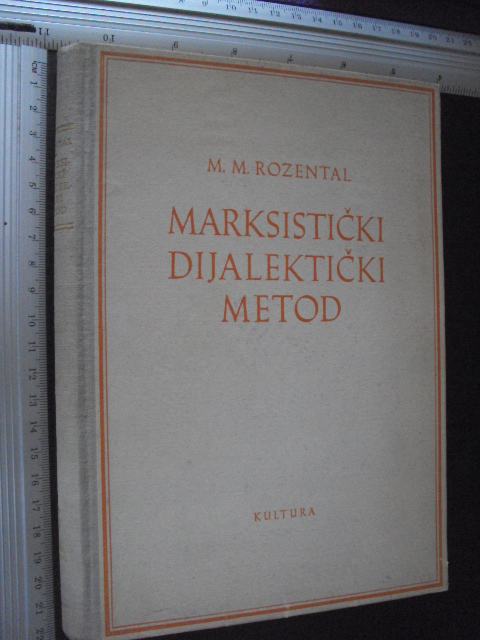 M. M. ROZENTAL
MARKSISTIČKI
DIJALEKTIČKI
METOD
KULTURA